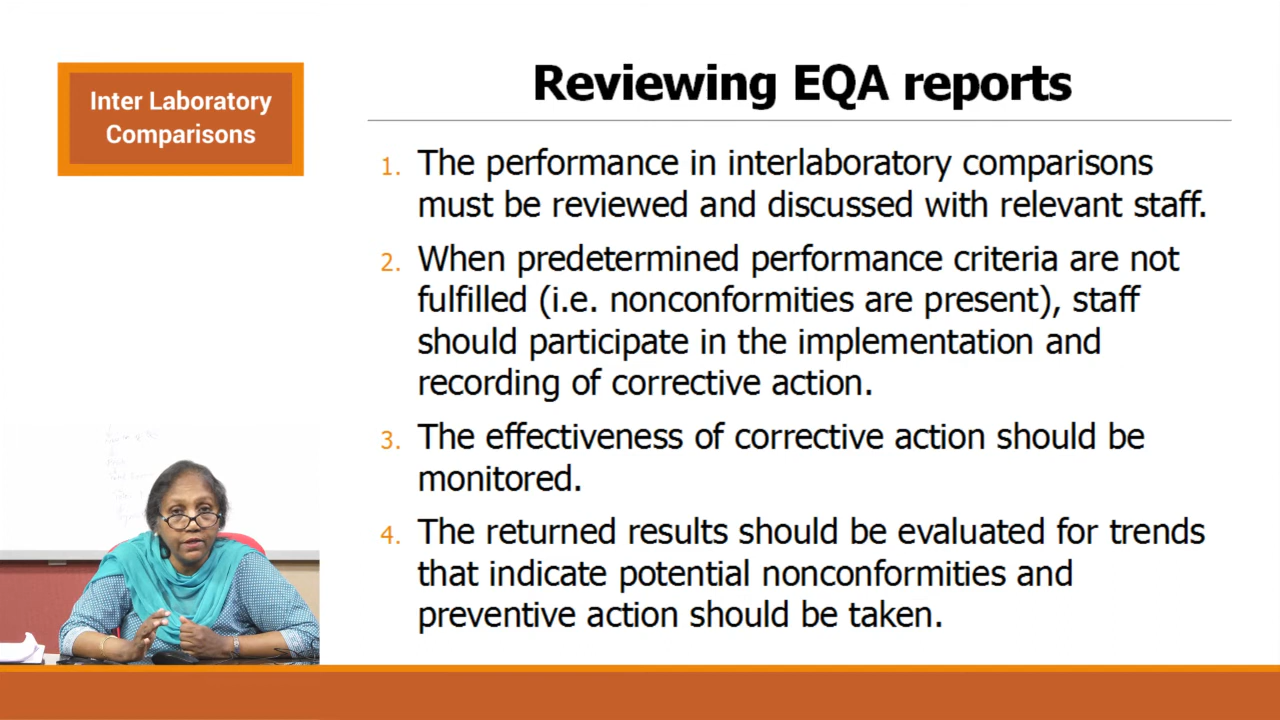 Inter Laboratory
Comparisons
Reviewing EQA reports
1. The performance in interlaboratory comparisons
must be reviewed and discussed with relevant staff.
2. When predetermined performance criteria are not
fulfilled (i.e. nonconformities are present), staff
should participate in the implementation and
recording of corrective action.
3. The effectiveness of corrective action should be
monitored.
4. The returned results should be evaluated for trends
that indicate potential nonconformities and
preventive action should be taken.